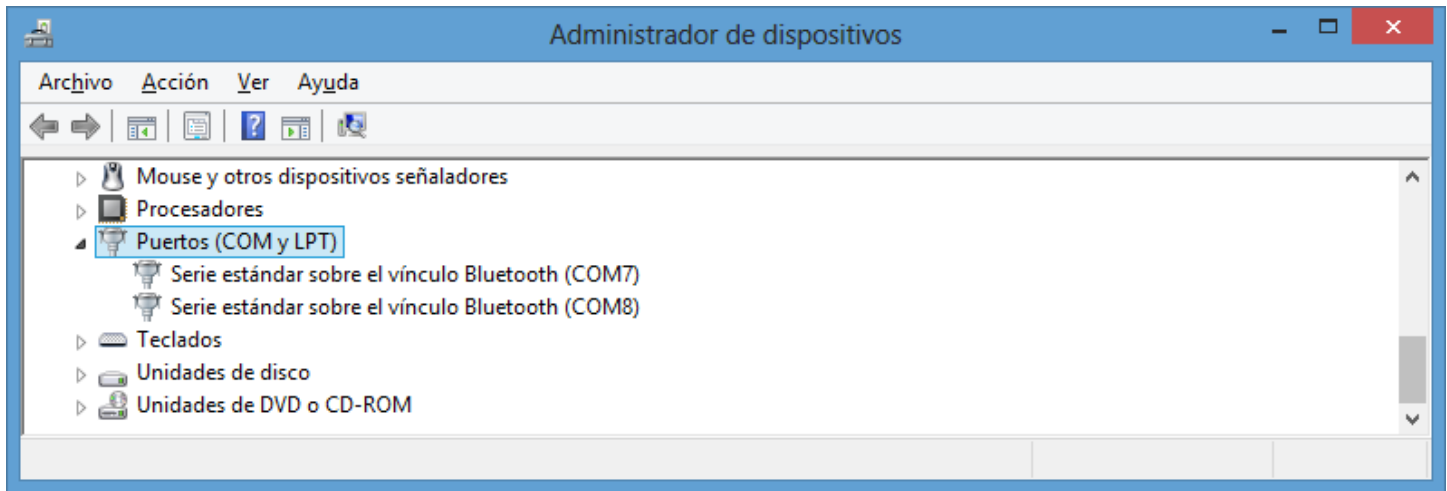 Administrador de dispositivos
Archivo Acción Ver Ayuda
Mouse y otros dispositivos señaladores
Procesadores
Puertos (COM y LPT)
Serie estándar sobre el vínculo Bluetooth (COM7)
Serie estándar sobre el vínculo Bluetooth (COM8)
Teclados
Unidades de disco
Unidades de DVD o CD-ROM